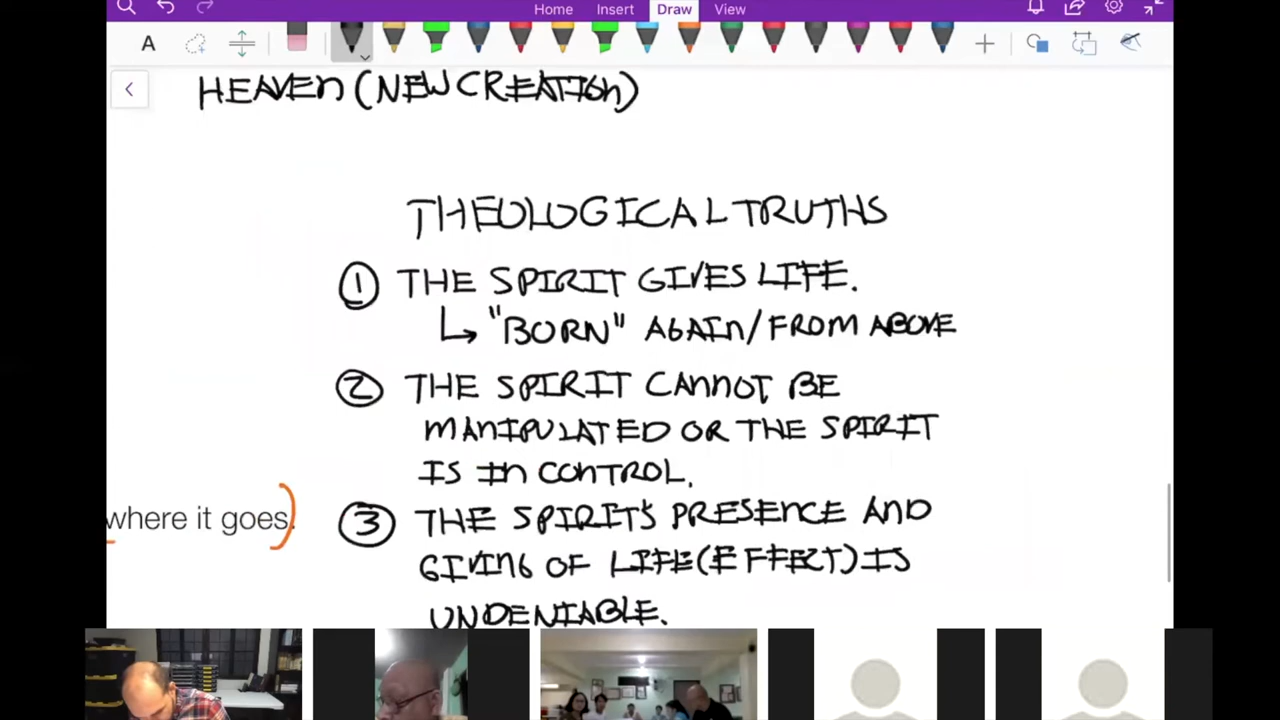 Home Insert Draw View
A
HEAVEN (NEW CREATION)
THEOLOGICAL TRUTHS
① THE SPIRIT GIVES LIFE.
↳ "BORN" AGAIN/FROM ABOVE
② THE SPIRIT CANNOT BE
MANIPULATED OR THE SPIRIT
IS IN CONTROL.
where it goes.)
③ THE SPIRIT'S PRESENCE AND
GIVING OF LIFE (EFFECT) IS
UNDENIABLE.